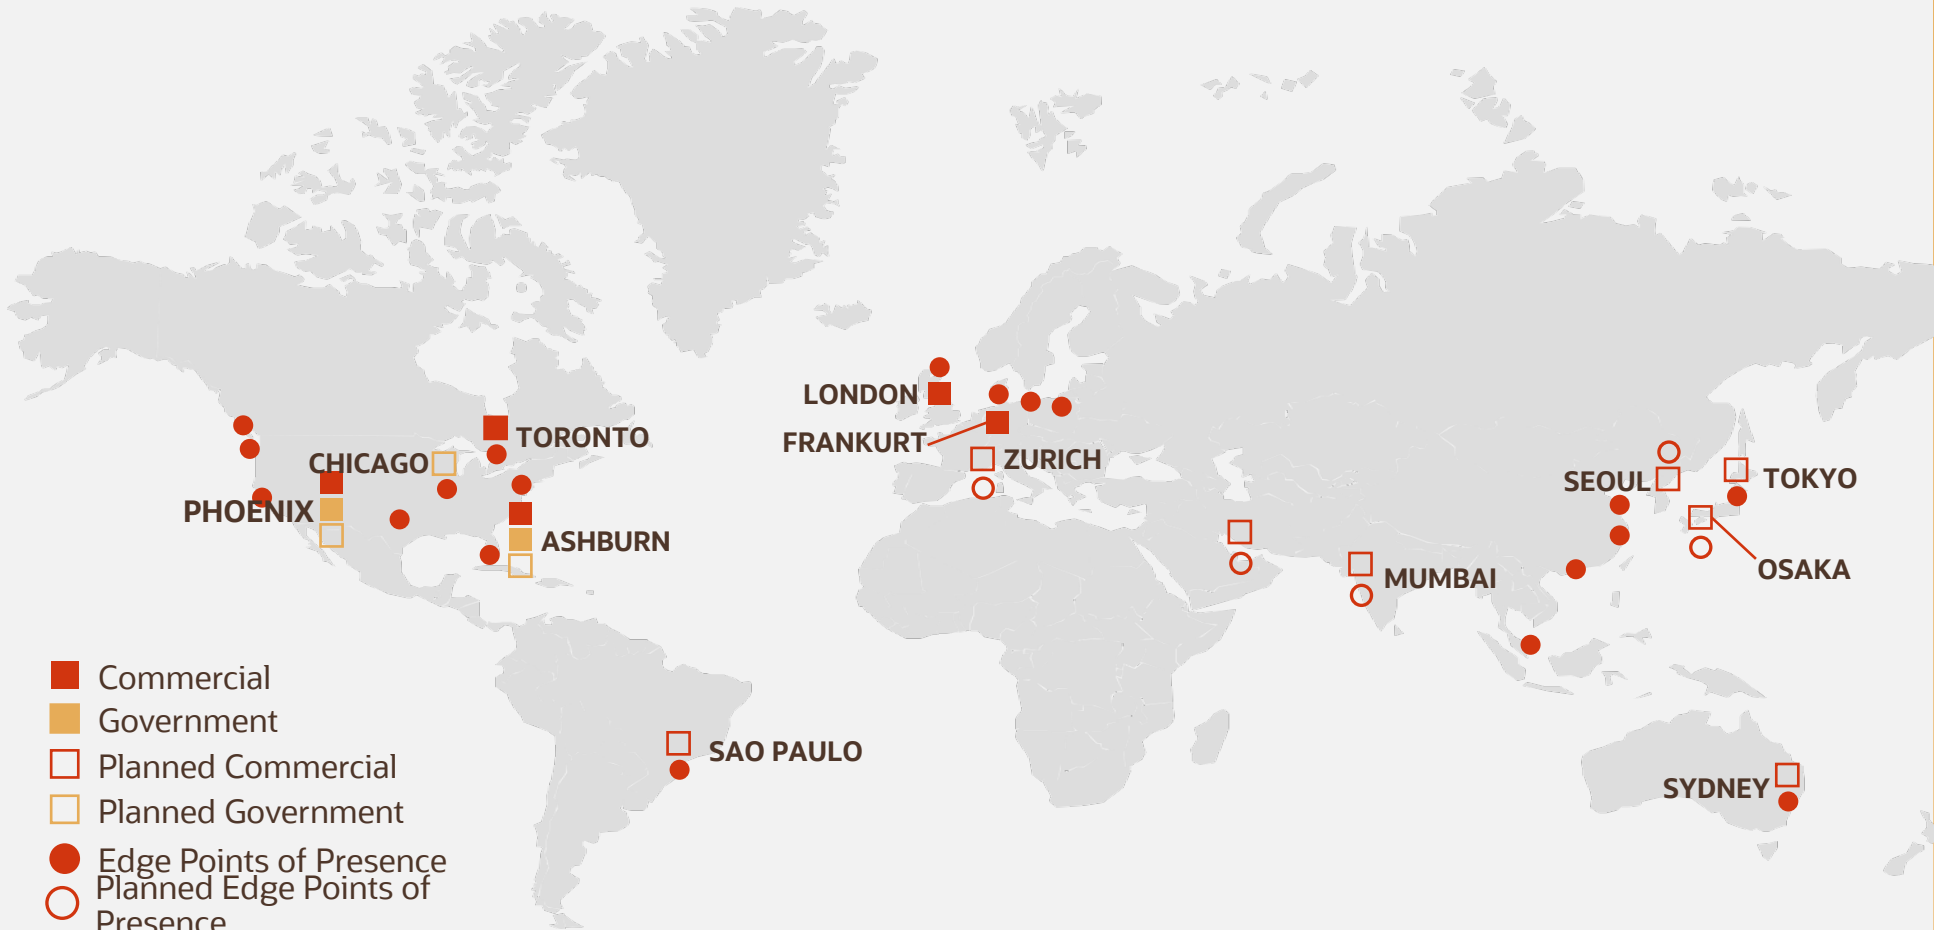 LONDON
FRANKURT
ZURICH
TORONTO
CHICAGO
PHOENIX
ASHBURN
SEOUL
TOKYO
OSAKA
MUMBAI
SAO PAULO
SYDNEY
Commercial
Government
Planned Commercial
Planned Government
Edge Points of Presence
Planned Edge Points of
Presence